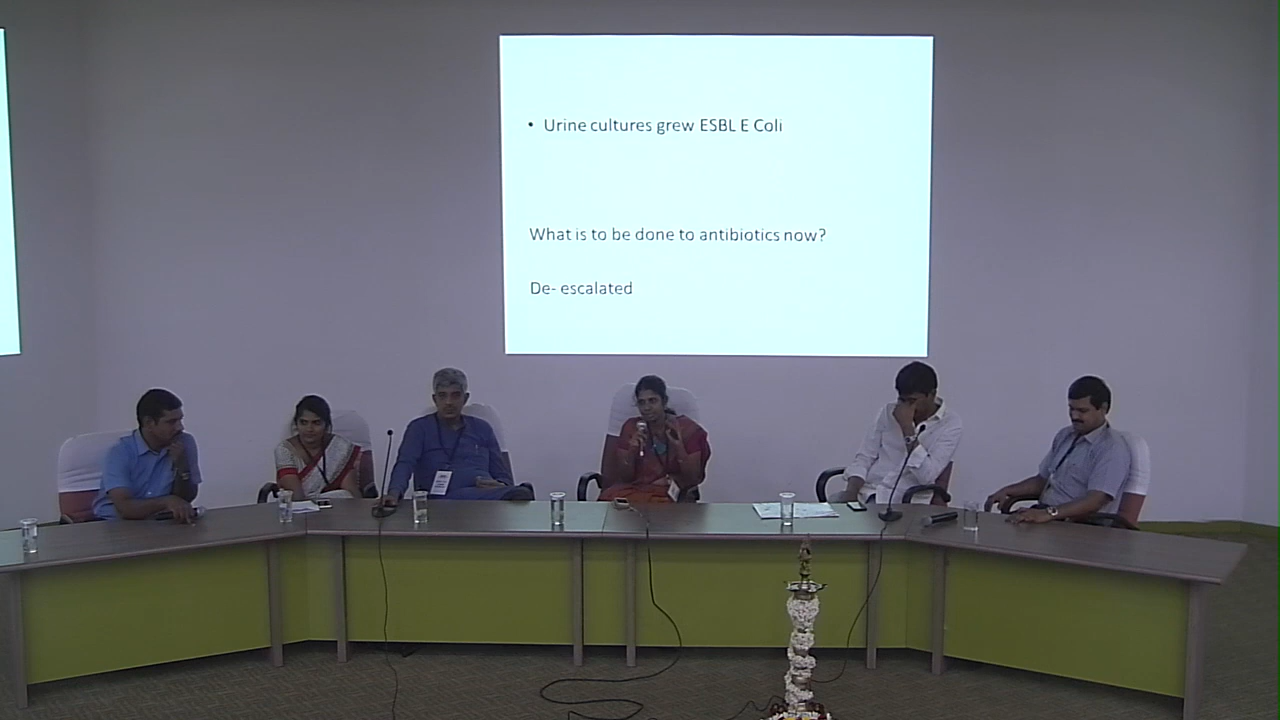 • Urine cultures grew ESBL E Coli
What is to be done to antibiotics now?
De- escalated